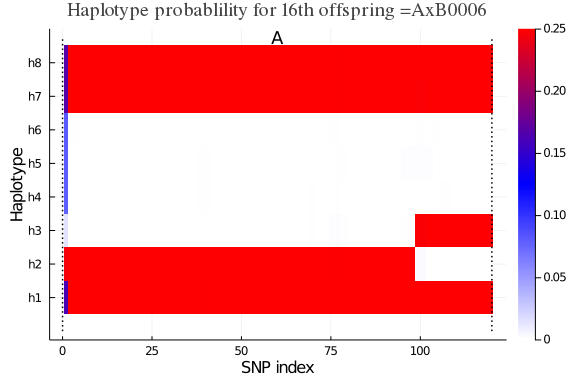 Haplotype probablility for 16th offspring =AxB0006
A
Haplotype
h8
h7
h6
h5
h4
h3
h2
h1
0
25
50
75
100
SNP index
0.25
0.20
0.15
0.10
0.05
0